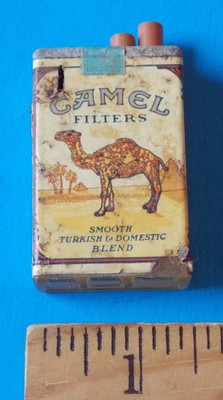 CAMEL
FILTERS
SMOOTH
TURKISH & DOMESTIC
BLEND
1